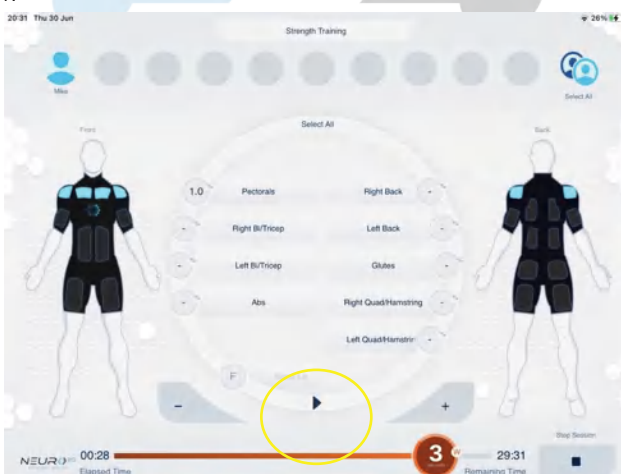 20:31 Thu 30 Jun
26%
Strength Training
Mike
Select All
Front
Select All
Back
1.0 Pectorals
Right Back -
- Right Bi/Tricep
Left Back -
- Left Bi/Tricep
Glutes -
- Abs
Right Quad/Hamstring -
Left Quad/Hamstrin -
F
-
+
Stop Session
NEURO
00:28
3
29:31
Elapsed Time
Remaining Time